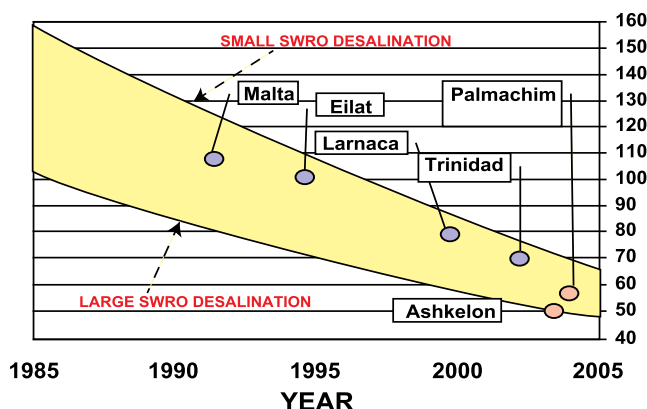 160
SMALL SWRO DESALINATION
150
140
Malta
Eilat
Palmachim
130
120
Larnaca
110
Trinidad
100
90
80
70
60
LARGE SWRO DESALINATION
Ashkelon
50
40
1985 1990 1995 2000 2005
YEAR